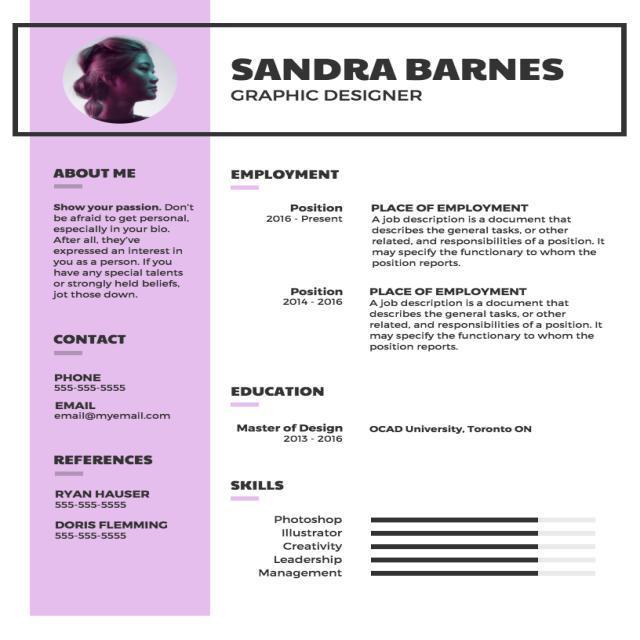 SANDRA BARNES
GRAPHIC DESIGNER
ABOUT ME
Show your passion. Don't
be afraid to get personal,
especially in your bio.
After all, they've
expressed an interest in
you as a person. If you
have any special talents
or strongly held beliefs,
jot those down.
CONTACT
PHONE
555-555-5555
EMAIL
email@myemail.com
REFERENCES
RYAN HAUSER
555-555-5555
DORIS FLEMMING
555-555-5555
EMPLOYMENT
Position
2016 - Present
PLACE OF EMPLOYMENT
A job description is a document that
describes the general tasks, or other
related, and responsibilities of a position. It
may specify the functionary to whom the
position reports.
Position
2014 - 2016
PLACE OF EMPLOYMENT
A job description is a document that
describes the general tasks, or other
related, and responsibilities of a position. It
may specify the functionary to whom the
position reports.
EDUCATION
Master of Design
2013 - 2016
OCAD University, Toronto ON
SKILLS
Photoshop
Illustrator
Creativity
Leadership
Management